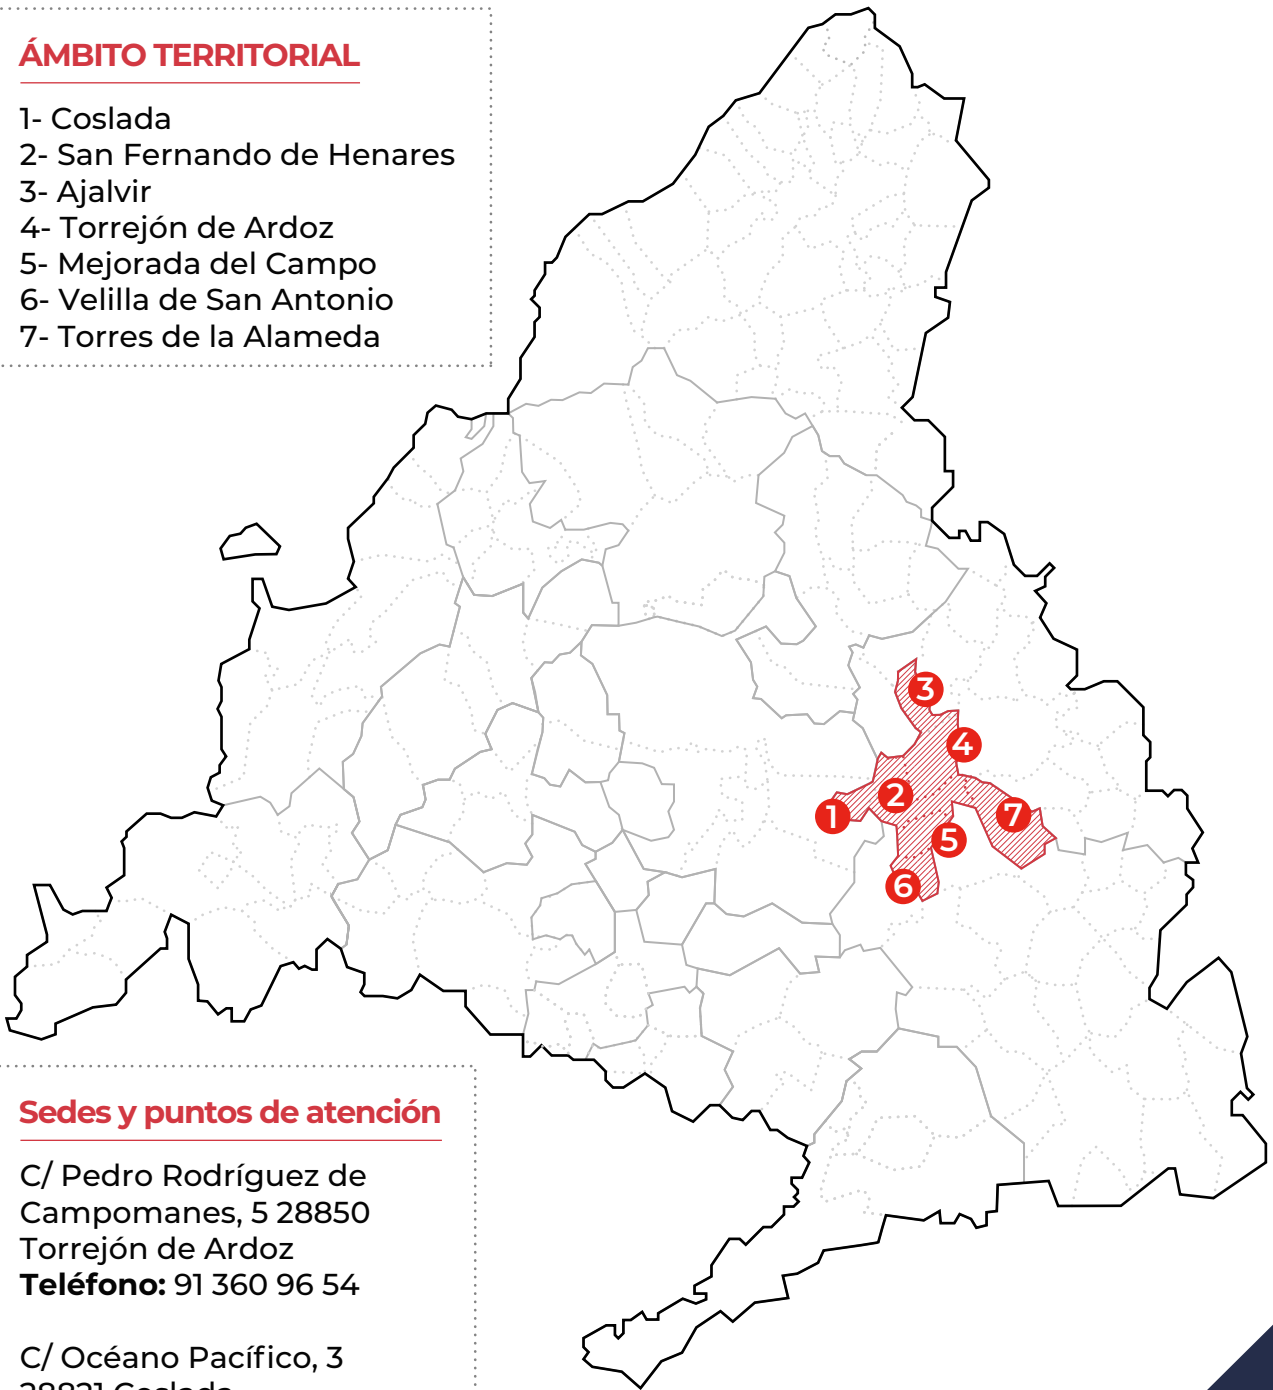 ÁMBITO TERRITORIAL
1- Coslada
2- San Fernando de Henares
3- Ajalvir
4- Torrejón de Ardoz
5- Mejorada del Campo
6- Velilla de San Antonio
7- Torres de la Alameda
3
4
2
1
7
5
6
Sedes y puntos de atención
C/ Pedro Rodríguez de
Campomanes, 5 28850
Torrejón de Ardoz
Teléfono: 91 360 96 54
C/ Océano Pacífico, 3
28821 Coslada